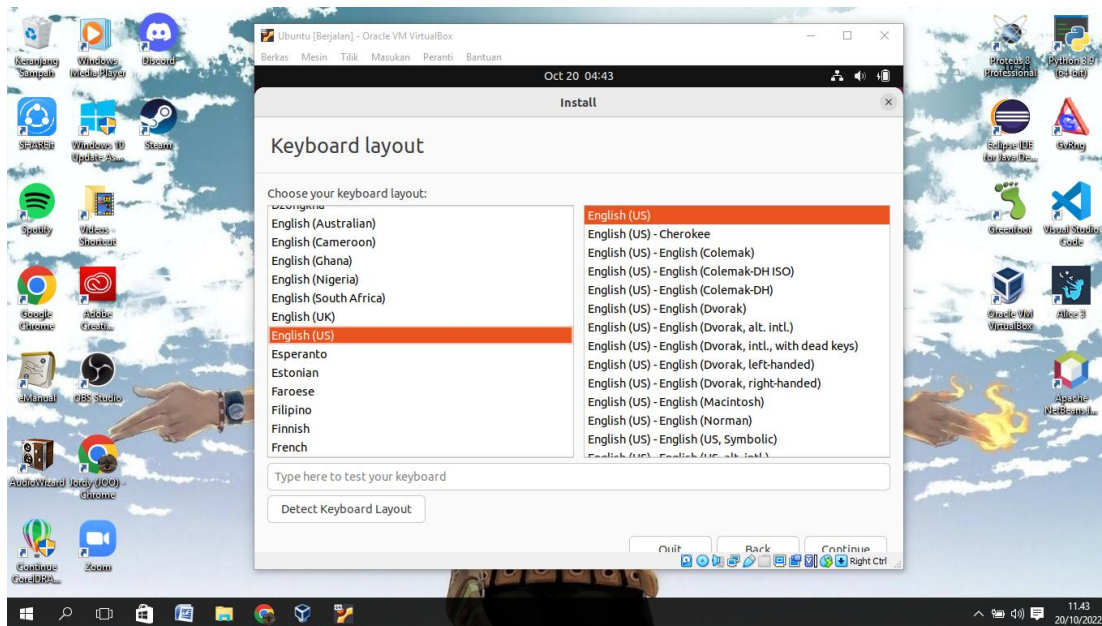 Keranjang Sampah
Windows Media Player
Discord
SHAREit
Windows 10 Update As...
Steam
Spotify
Videos - Shortcut
Google Chrome
Adobe Creati...
eManual
OBS Studio
AudioWizard
Jordy (JOO) - Chrome
Continue CorelDRA...
Zoom
Ubuntu [Berjalan] - Oracle VM VirtualBox
Berkas Mesin Tilik Masukan Peranti Bantuan
Oct 20 04:43
Install
Keyboard layout
Choose your keyboard layout:
Dzongkha
English (Australian)
English (Cameroon)
English (Ghana)
English (Nigeria)
English (South Africa)
English (UK)
English (US)
Esperanto
Estonian
Faroese
Filipino
Finnish
French
English (US)
English (US) - Cherokee
English (US) - English (Colemak)
English (US) - English (Colemak-DH ISO)
English (US) - English (Colemak-DH)
English (US) - English (Dvorak)
English (US) - English (Dvorak, alt. intl.)
English (US) - English (Dvorak, intl., with dead keys)
English (US) - English (Dvorak, left-handed)
English (US) - English (Dvorak, right-handed)
English (US) - English (Macintosh)
English (US) - English (Norman)
English (US) - English (US, Symbolic)
English (US) - English (US, alt. intl.)
Type here to test your keyboard
Detect Keyboard Layout
Quit Back Continue
Right Ctrl
Proteus 8 Professional
Python 3.9 (64-bit)
Eclipse IDE for Java De...
GvRng
Greenfoot
Visual Studio Code
Oracle VM VirtualBox
Alice 3
Apache NetBeans I...
11.43
20/10/2022